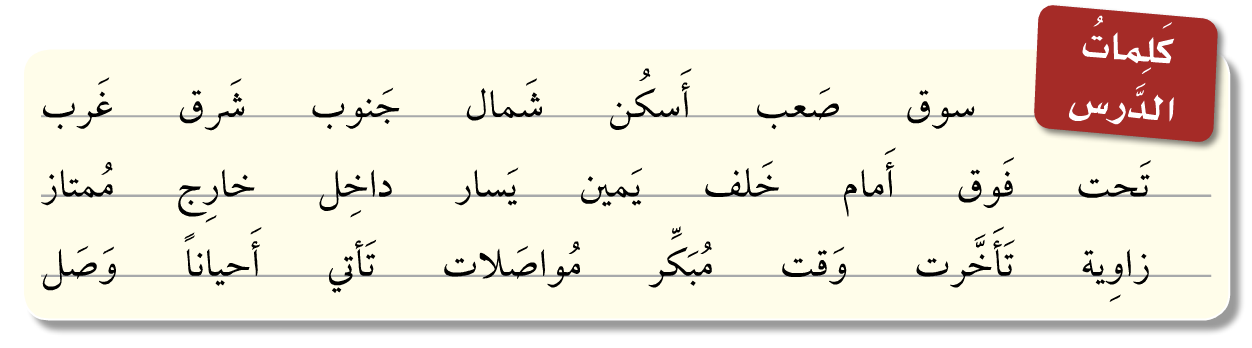 كَلِماتُ
الدَّرس
سوق صَعب أَسكُن شَمال جَنوب شَرق غَرب
تَحت فَوق أَمام خَلف يَمين يَسار داخِل خارِج مُمتاز
زاوِية تَأَخَّرت وَقت مُبَكِّر مُواصَلات تَأتي أَحياناً وَصَل